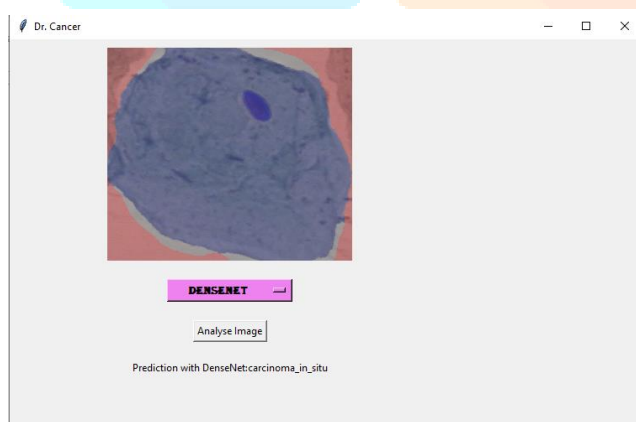 Dr. Cancer
DENSENET
Analyse Image
Prediction with DenseNet:carcinoma_in_situ